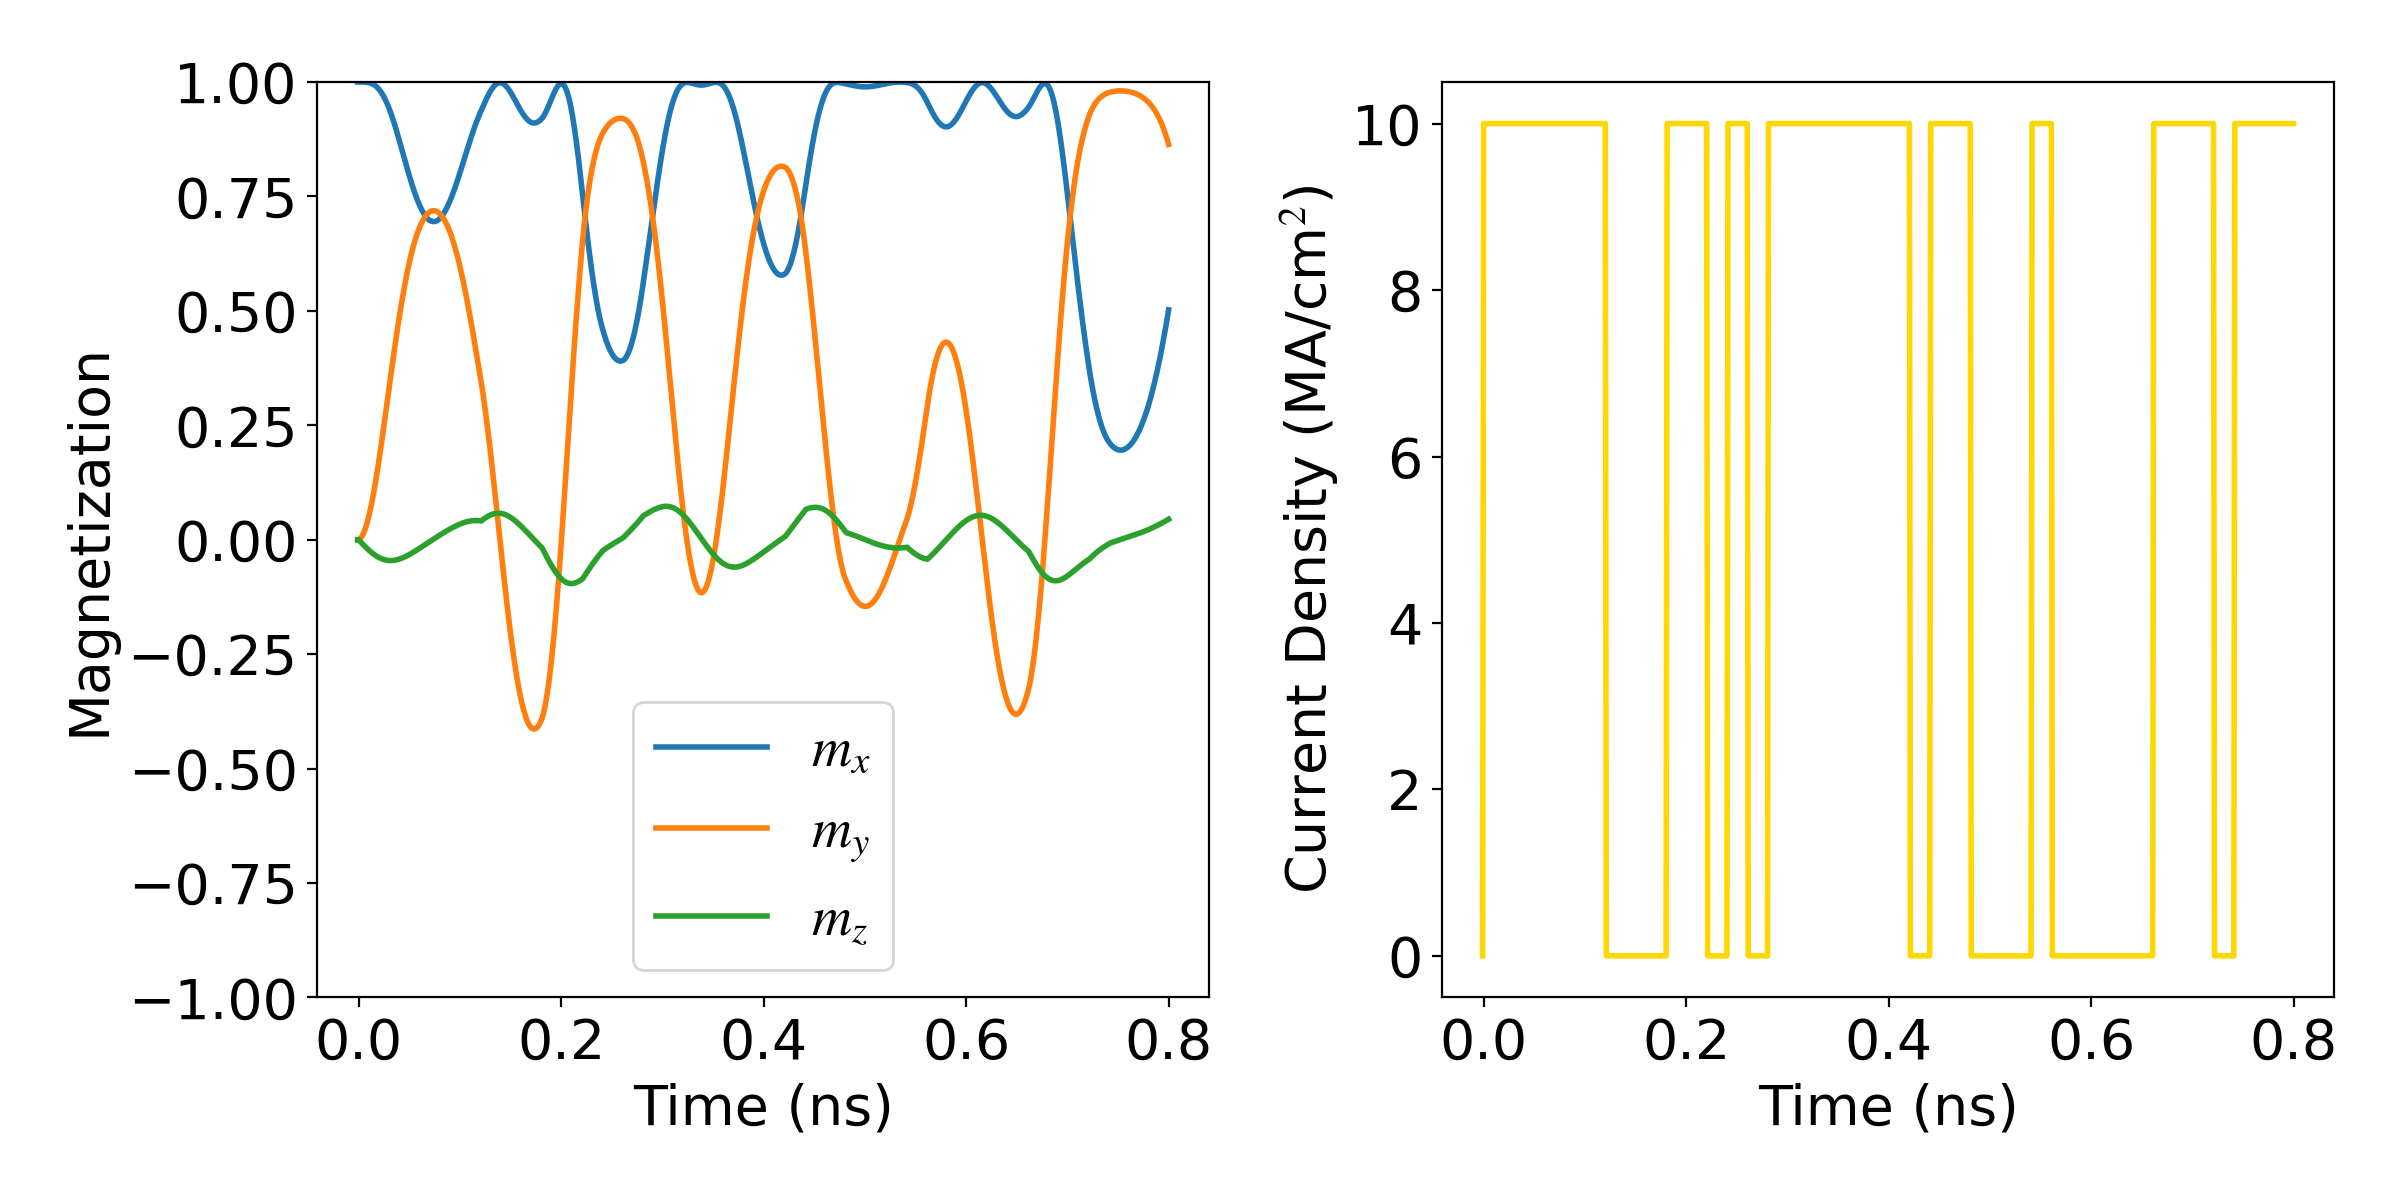 Magnetization
1.00
0.75
0.50
0.25
0.00
−0.25
−0.50
−0.75
−1.00
m_x
m_y
m_z
0.0 0.2 0.4 0.6 0.8
Time (ns)
Current Density (MA/cm²)
10
8
6
4
2
0
0.0 0.2 0.4 0.6 0.8
Time (ns)